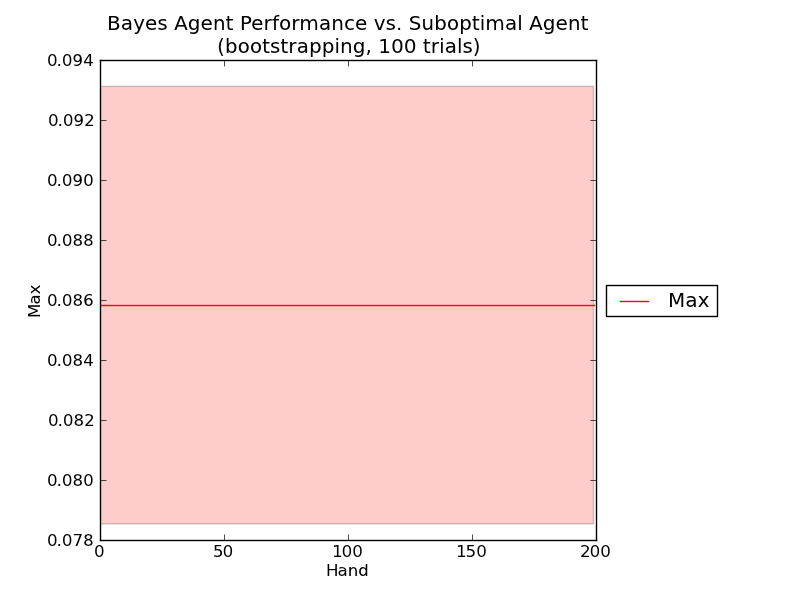 Bayes Agent Performance vs. Suboptimal Agent
(bootstrapping, 100 trials)
0.094
0.092
0.090
0.088
0.086
0.084
0.082
0.080
0.078
Max
Max
0
50
100
150
200
Hand